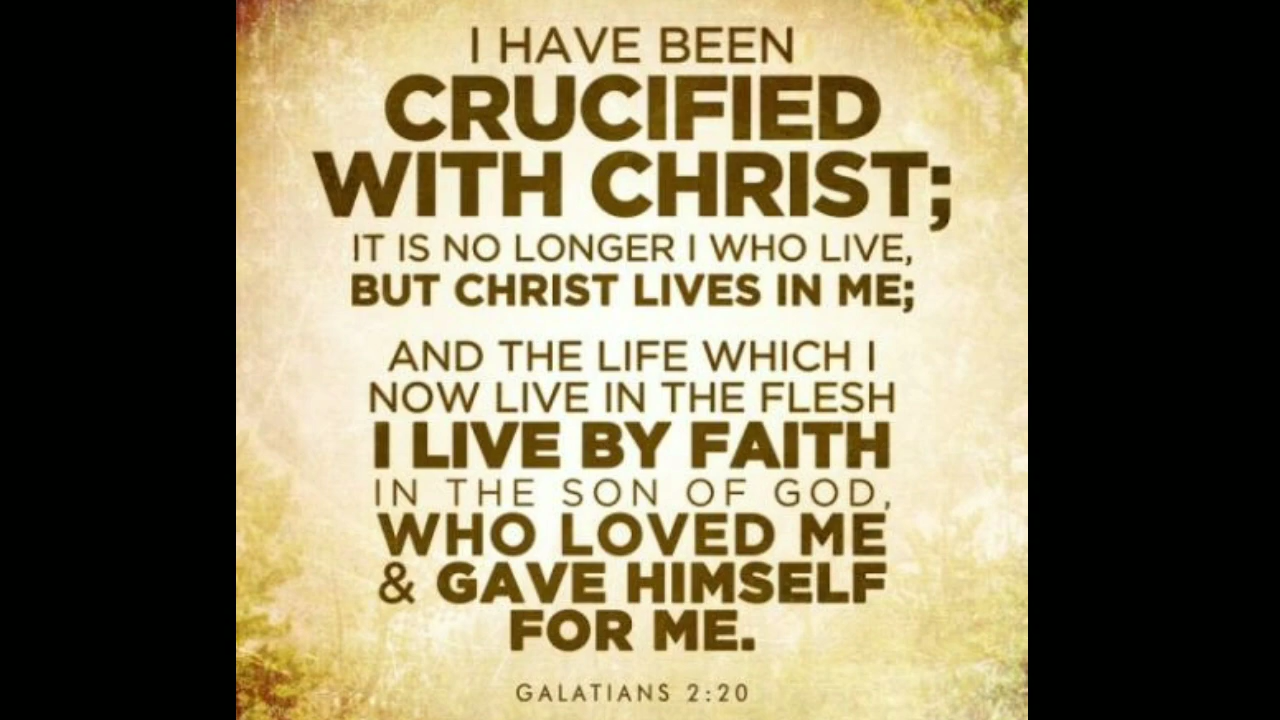 I HAVE BEEN
CRUCIFIED
WITH CHRIST;
IT IS NO LONGER I WHO LIVE,
BUT CHRIST LIVES IN ME;
AND THE LIFE WHICH I
NOW LIVE IN THE FLESH
I LIVE BY FAITH
IN THE SON OF GOD,
WHO LOVED ME
& GAVE HIMSELF
FOR ME.
GALATIANS 2:20